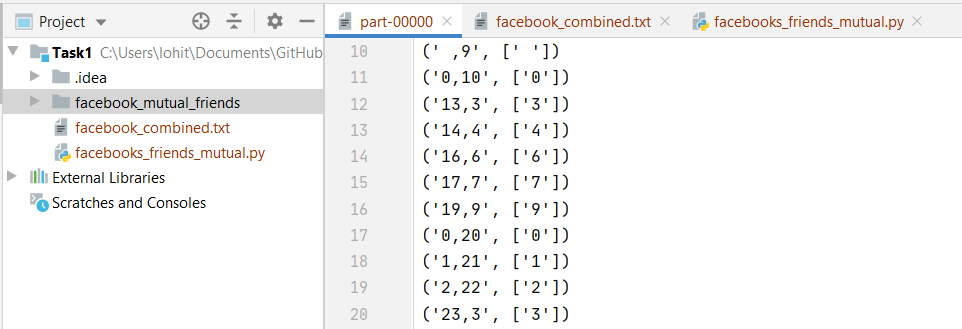 Project
part-00000
facebook_combined.txt
facebooks_friends_mutual.py
Task1 C:\Users\lohit\Documents\GitHub
.idea
facebook_mutual_friends
facebook_combined.txt
facebooks_friends_mutual.py
External Libraries
Scratches and Consoles
10 (' ,9', [' '])
11 ('0,10', ['0'])
12 ('13,3', ['3'])
13 ('14,4', ['4'])
14 ('16,6', ['6'])
15 ('17,7', ['7'])
16 ('19,9', ['9'])
17 ('0,20', ['0'])
18 ('1,21', ['1'])
19 ('2,22', ['2'])
20 ('23,3', ['3'])